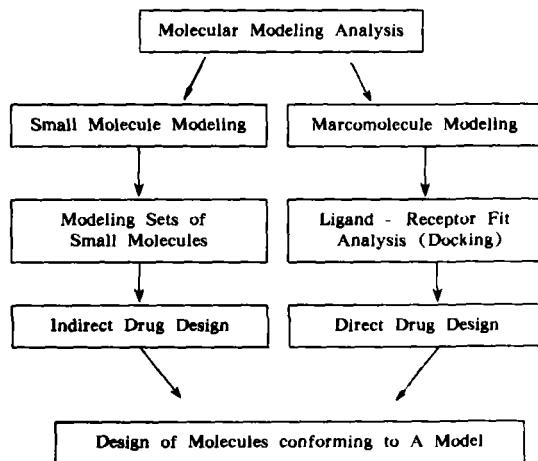 Molecular Modeling Analysis
Small Molecule Modeling
Marcomolecule Modeling
Modeling Sets of
Small Molecules
Ligand - Receptor Fit
Analysis (Docking)
Indirect Drug Design
Direct Drug Design
Design of Molecules conforming to A Model